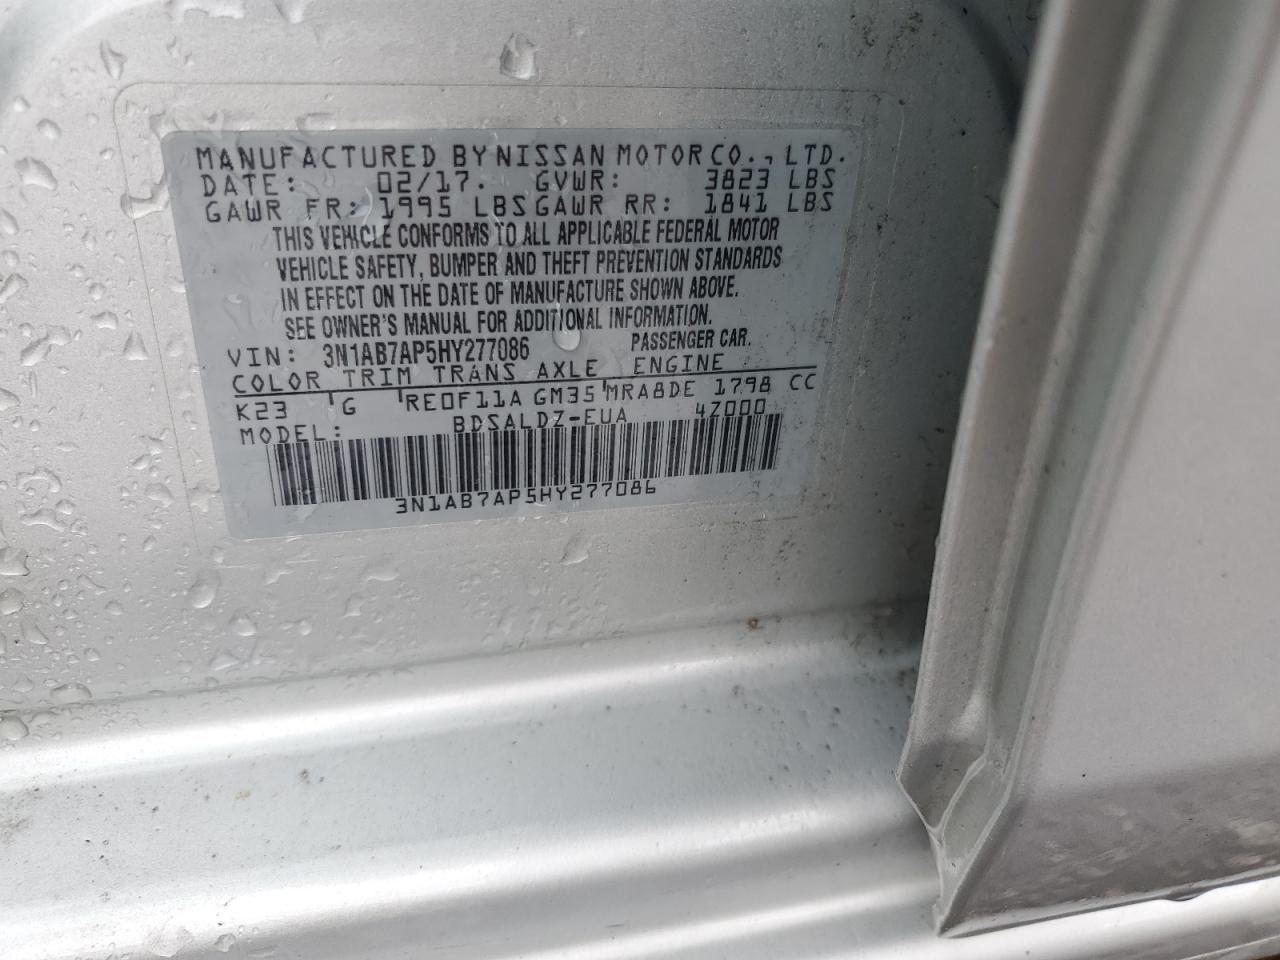 MANUFACTURED BY NISSAN MOTOR CO., LTD.
DATE: 02/17. GVWR: 3823 LBS
GAWR FR: 1995 LBS GAWR RR: 1841 LBS
THIS VEHICLE CONFORMS TO ALL APPLICABLE FEDERAL MOTOR
VEHICLE SAFETY, BUMPER AND THEFT PREVENTION STANDARDS
IN EFFECT ON THE DATE OF MANUFACTURE SHOWN ABOVE.
SEE OWNER'S MANUAL FOR ADDITIONAL INFORMATION.
VIN: 3N1AB7AP5HY277086 PASSENGER CAR.
COLOR TRIM TRANS AXLE ENGINE
K23 G RE0F11A GM35 MRA8DE 1798 CC
MODEL: BDSALDZ-EUA 4Z000
3N1AB7AP5HY277086